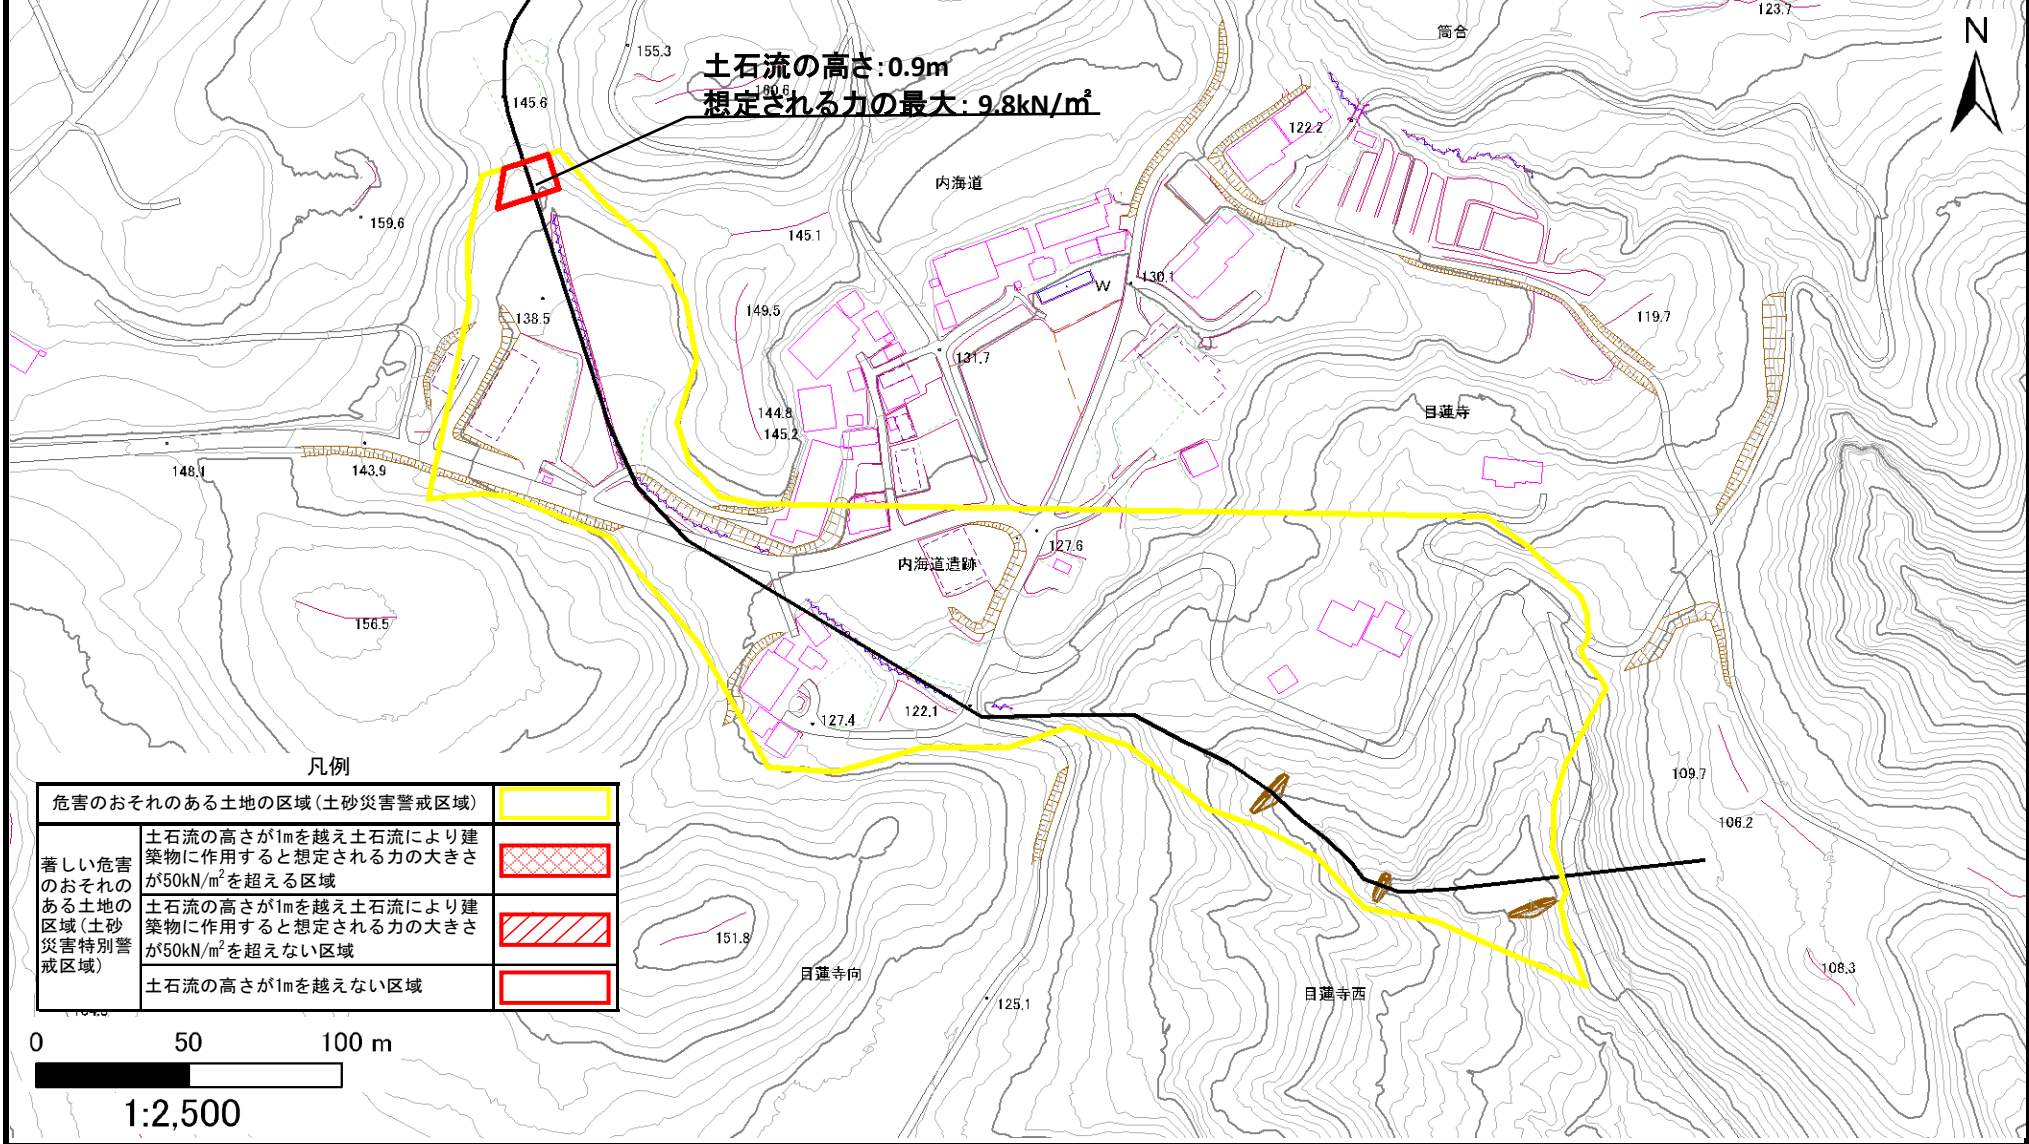 123.7
筒合
N
155.3
土石流の高さ:0.9m
160.6
想定される力の最大: 9.8kN/㎡
145.6
122.2
内海道
159.6
145.1
W
130.1
149.5
138.5
119.7
131.7
144.8
145.2
目蓮寺
148.1
143.9
127.6
内海道遺跡
156.5
127.4
122.1
109.7
106.2
151.8
目蓮寺向
108.3
目蓮寺西
125.1
凡例
危害のおそれのある土地の区域(土砂災害警戒区域)
著しい危害
のおそれの
ある土地の
区域(土砂
災害特別警
戒区域)
土石流の高さが1mを越え土石流により建
築物に作用すると想定される力の大きさ
が50kN/m²を超える区域
土石流の高さが1mを越え土石流により建
築物に作用すると想定される力の大きさ
が50kN/m²を超えない区域
土石流の高さが1mを越えない区域
0 50 100 m
1:2,500